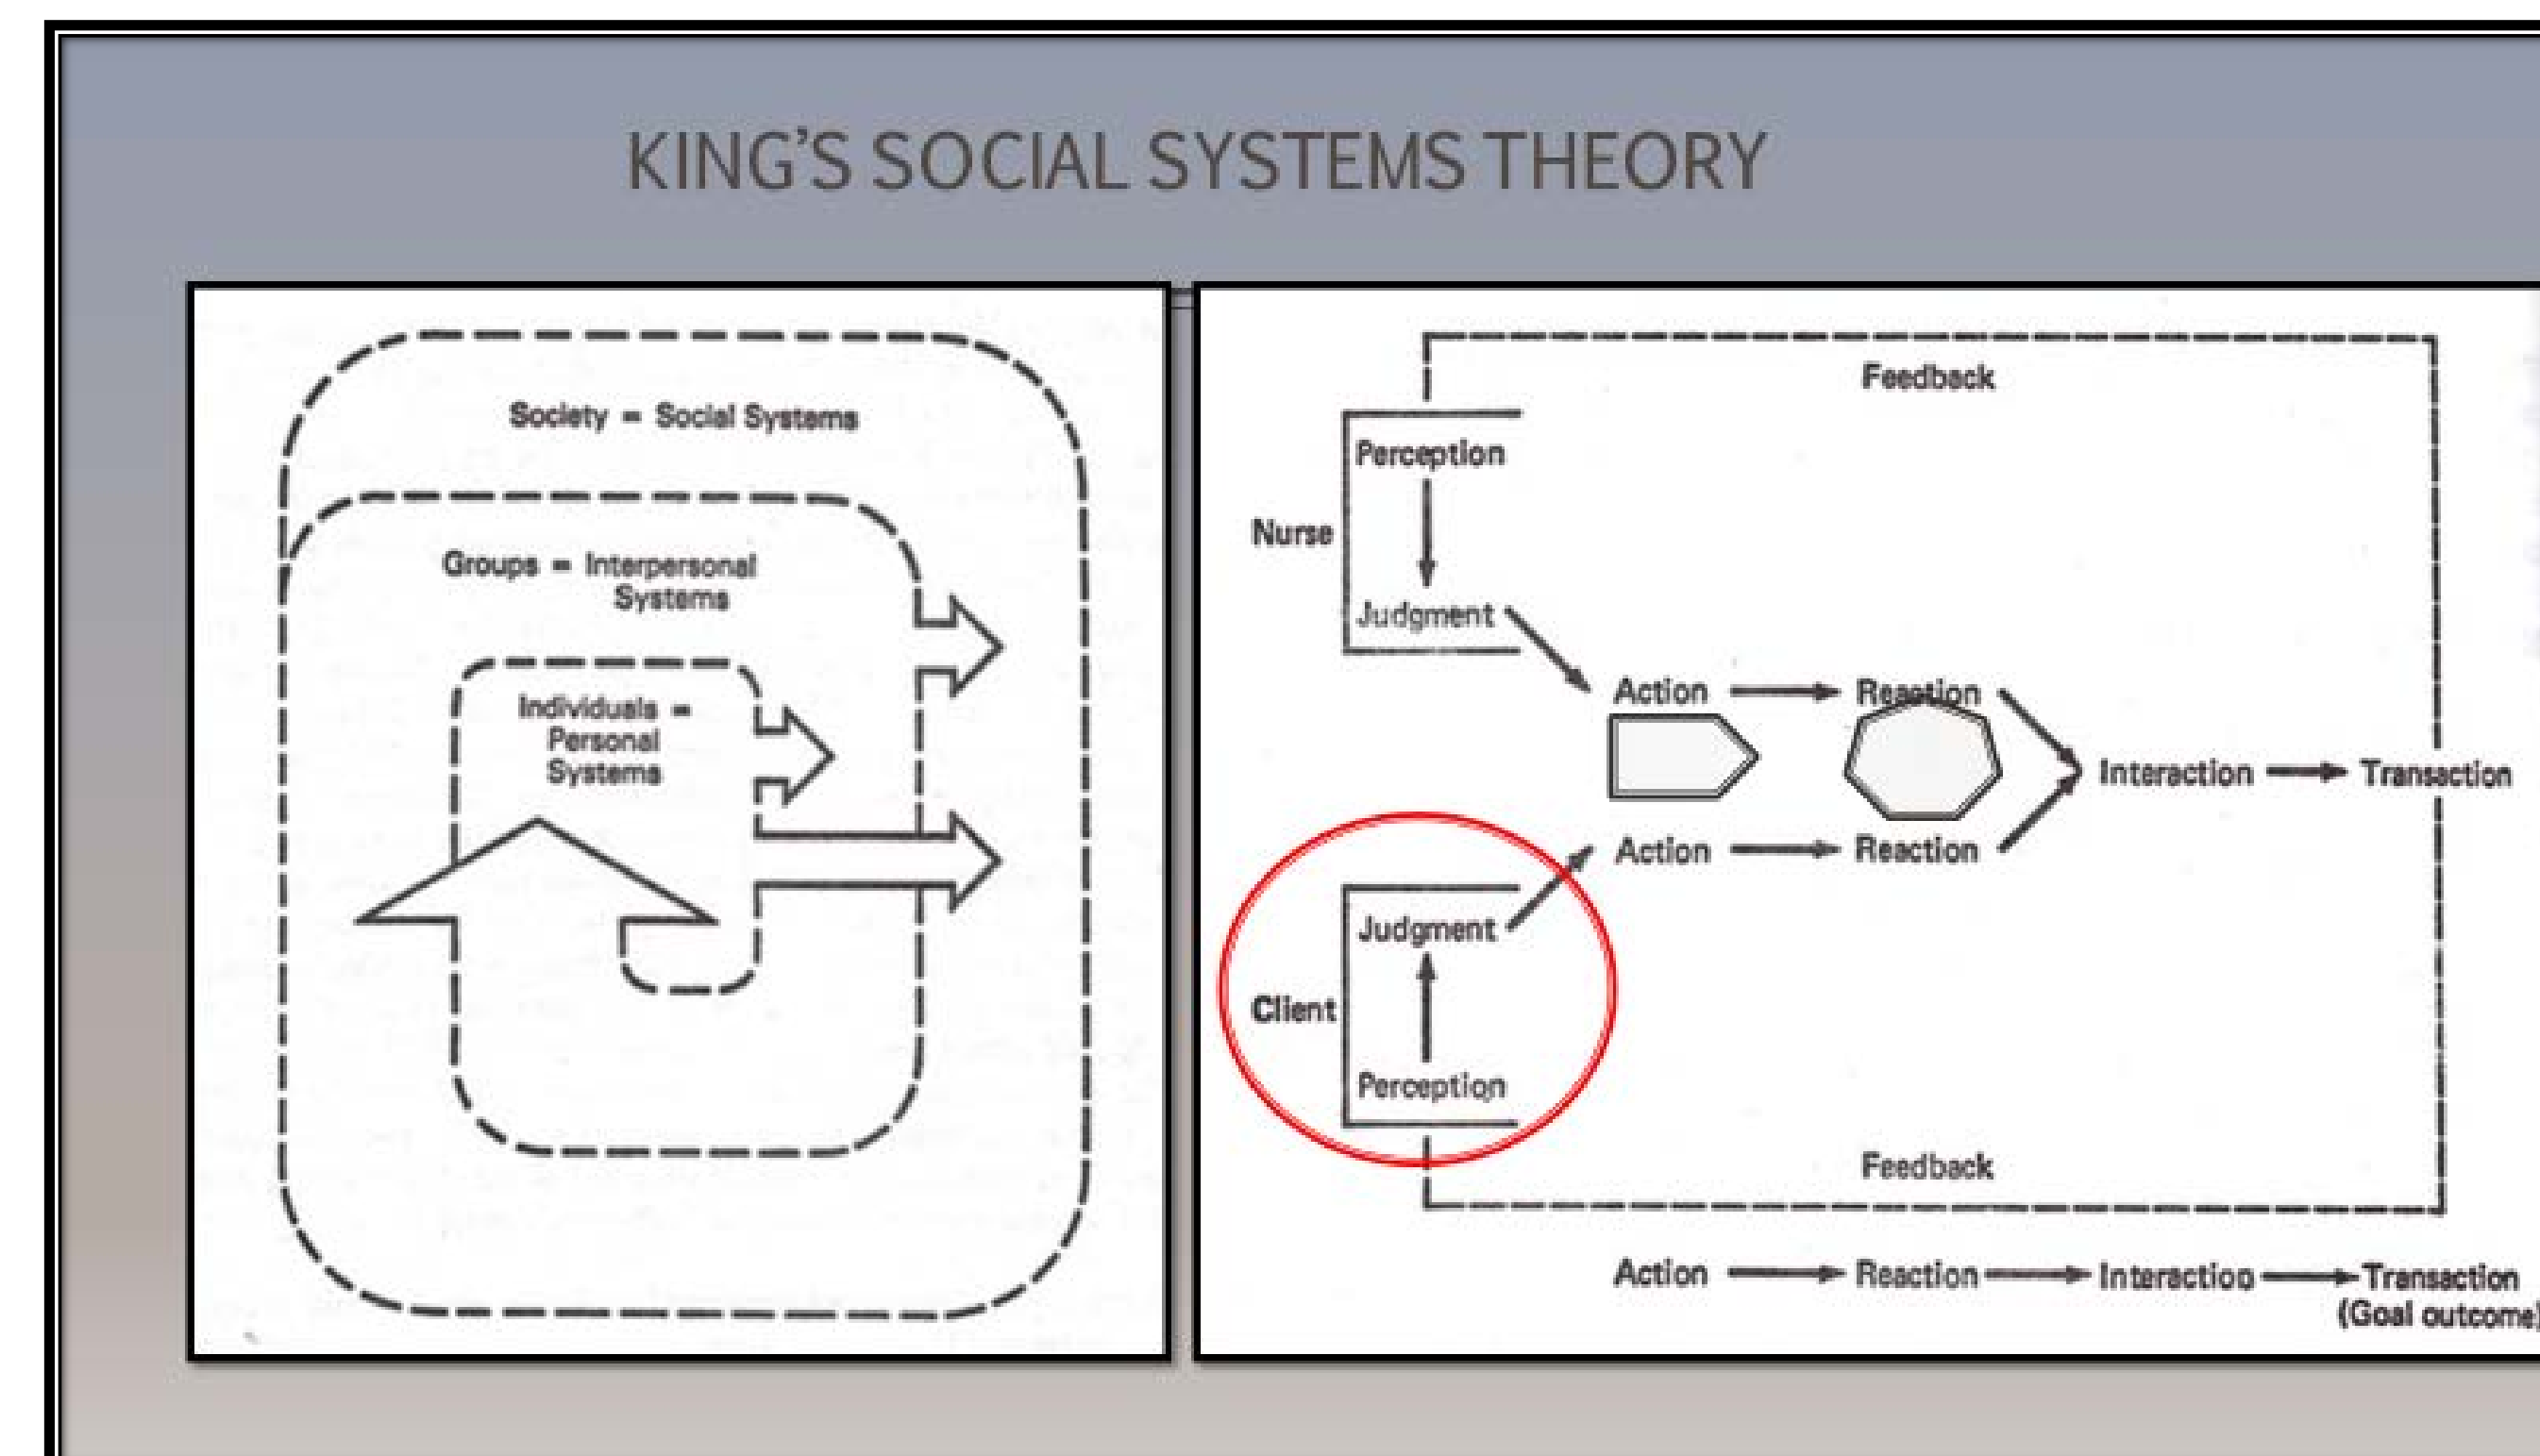 KING'S SOCIAL SYSTEMS THEORY
Society = Social Systems
Groups = Interpersonal
Systems
Individuals =
Personal
Systems
Feedback
Perception
Nurse
Judgment
Action Reaction
Interaction Transaction
Action Reaction
Judgment
Client
Perception
Feedback
Action Reaction Interaction Transaction
(Goal outcome)